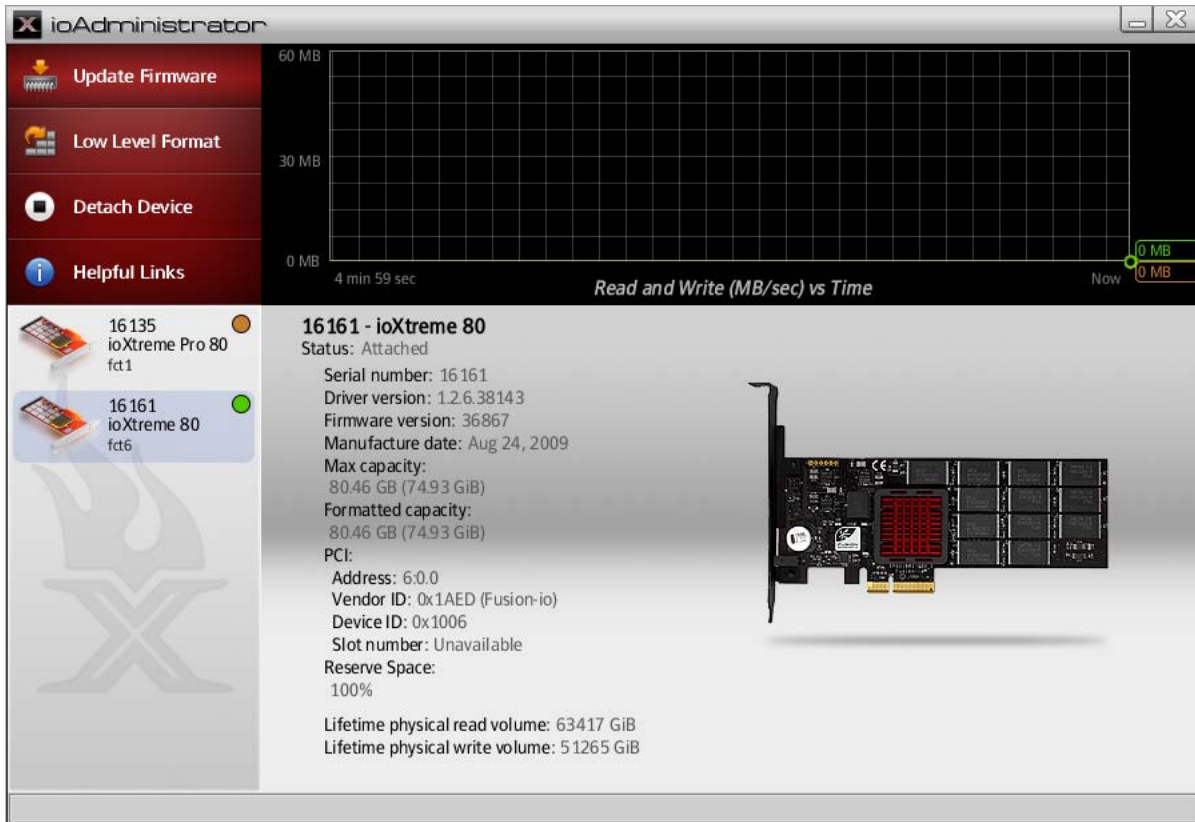 ioAdministrator
Update Firmware
Low Level Format
Detach Device
Helpful Links
60 MB
30 MB
0 MB
4 min 59 sec
Read and Write (MB/sec) vs Time
Now
0 MB
0 MB
16135
ioXtreme Pro 80
fct1
16161
ioXtreme 80
fct6
16161 - ioXtreme 80
Status: Attached
Serial number: 16161
Driver version: 1.2.6.38143
Firmware version: 36867
Manufacture date: Aug 24, 2009
Max capacity:
80.46 GB (74.93 GiB)
Formatted capacity:
80.46 GB (74.93 GiB)
PCI:
Address: 6:0.0
Vendor ID: 0x1AED (Fusion-io)
Device ID: 0x1006
Slot number: Unavailable
Reserve Space:
100%
Lifetime physical read volume: 63417 GiB
Lifetime physical write volume: 51265 GiB
CE